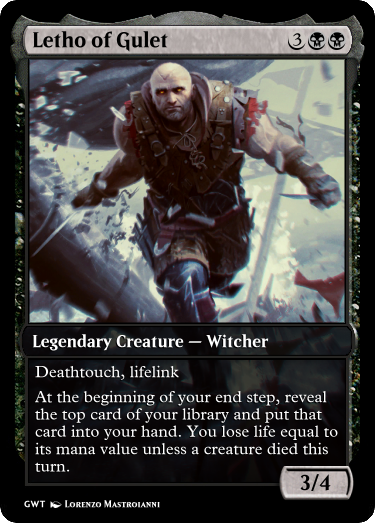 Letho of Gulet 3
Legendary Creature — Witcher
Deathtouch, lifelink
At the beginning of your end step, reveal
the top card of your library and put that
card into your hand. You lose life equal to
its mana value unless a creature died this
turn.
3/4
GWT Lorenzo Mastroianni